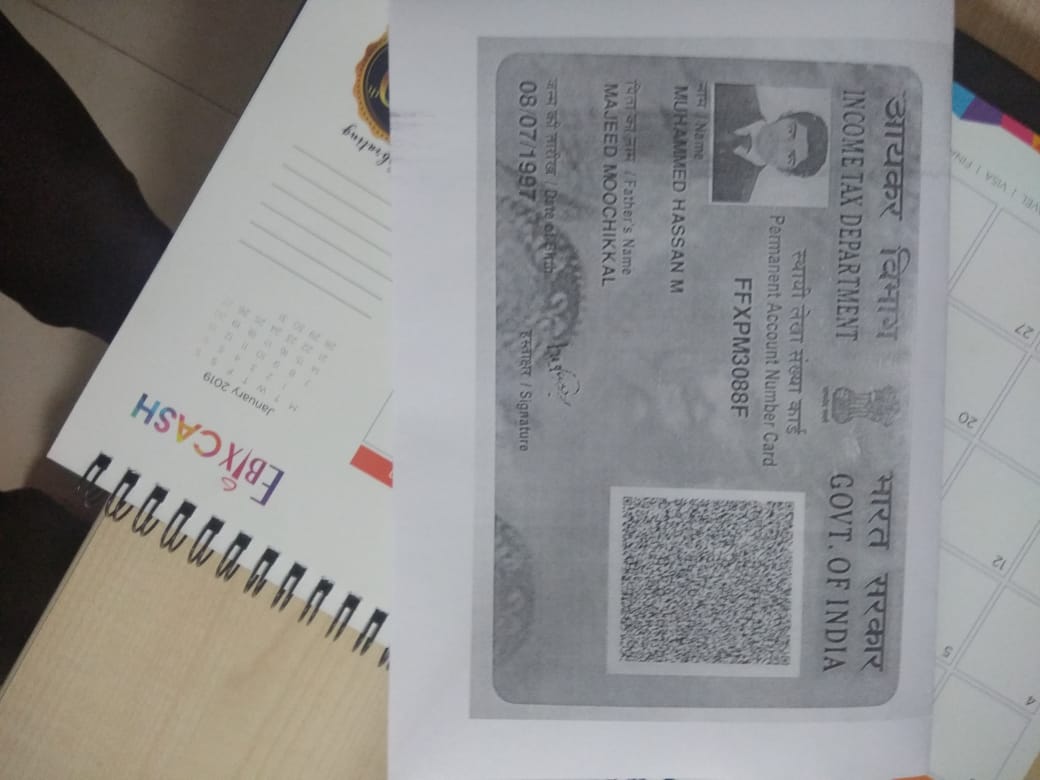 VEL | VISA |
27
20
12
4
5
आयकर विभाग
INCOME TAX DEPARTMENT
भारत सरकार
GOVT. OF INDIA
स्थायी लेखा संख्या कार्ड
Permanent Account Number Card
FFXPM3088F
नाम / Name
MUHAMMED HASSAN M
पिता का नाम / Father's Name
MAJEED MOOCHIKKAL
जन्म की तारीख / Date of Birth
08/07/1997
हस्ताक्षर / Signature
January 2019
EBIXCASH